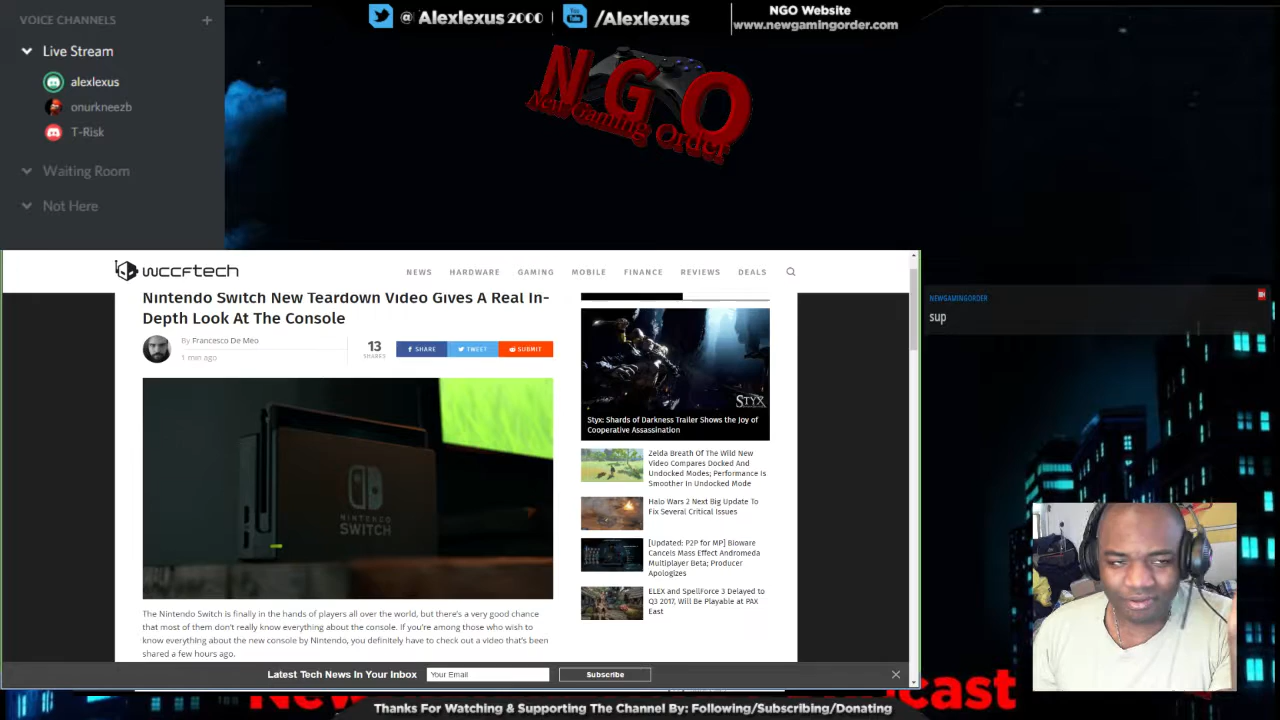 VOICE CHANNELS +
Live Stream
alexlexus
onurkneezb
T-Risk
Waiting Room
Not Here
@ Alexlexus 2000
You Tube /Alexlexus
NGO Website
www.newgamingorder.com
NGO
New Gaming Order
wccftech
NEWS HARDWARE GAMING MOBILE FINANCE REVIEWS DEALS
Nintendo Switch New Teardown Video Gives A Real In-
Depth Look At The Console
By Francesco De Meo
1 min ago
13
SHARES
SHARE TWEET SUBMIT
NINTENDO
SWITCH
The Nintendo Switch is finally in the hands of players all over the world, but there's a very good chance
that most of them don't really know everything about the console. If you're among those who wish to
know everything about the new console by Nintendo, you definitely have to check out a video that's been
shared a few hours ago.
STYX
Styx: Shards of Darkness Trailer Shows the Joy of
Cooperative Assassination
Zelda Breath Of The Wild New
Video Compares Docked And
Undocked Modes; Performance Is
Smoother In Undocked Mode
Halo Wars 2 Next Big Update To
Fix Several Critical Issues
[Updated: P2P for MP] Bioware
Cancels Mass Effect Andromeda
Multiplayer Beta; Producer
Apologizes
ELEX and SpellForce 3 Delayed to
Q3 2017, Will Be Playable at PAX
East
Latest Tech News In Your Inbox Your Email Subscribe
NEWGAMINGORDER
sup
Thanks For Watching & Supporting The Channel By: Following/Subscribing/Donating